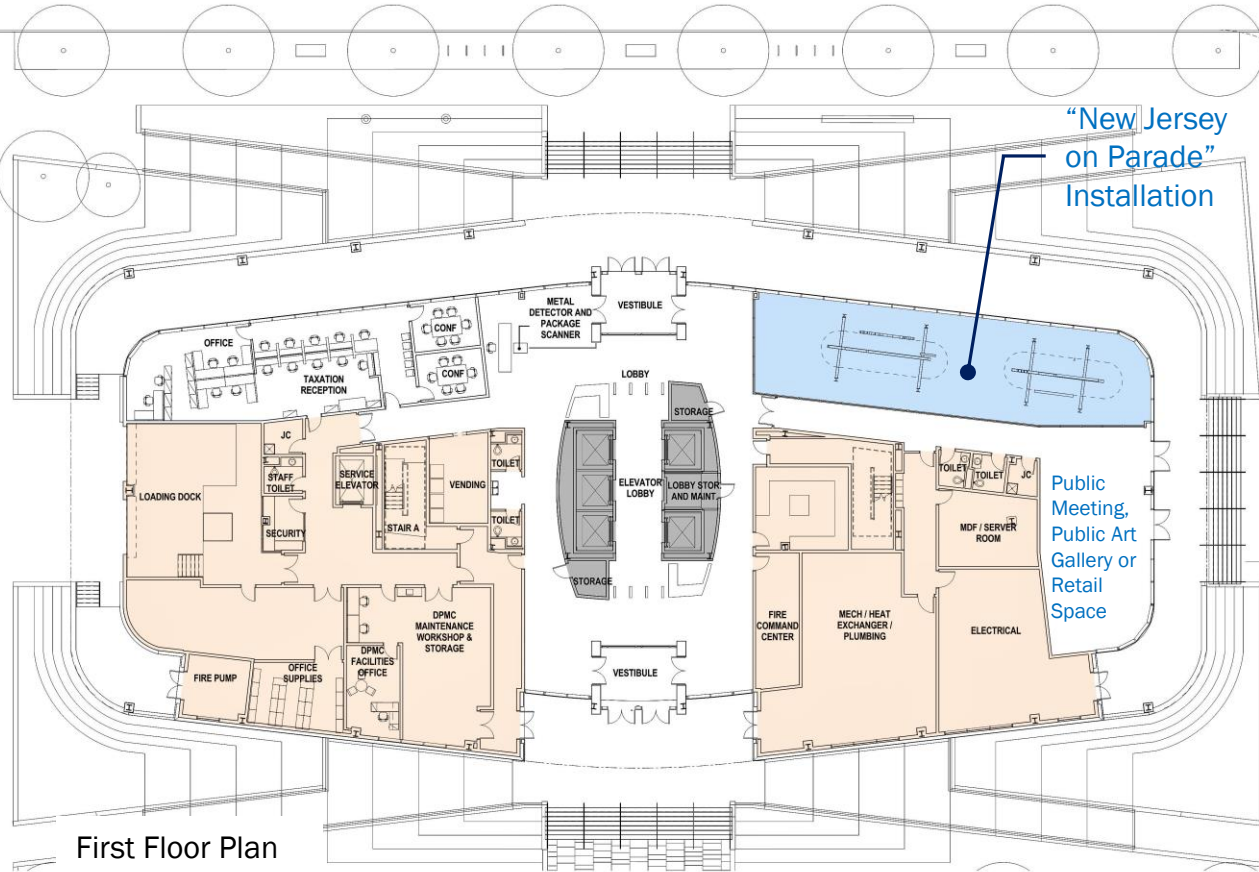 “New Jersey
on Parade”
Installation
METAL
DETECTOR AND
PACKAGE
SCANNER
VESTIBULE
OFFICE
CONF
CONF
TAXATION
RECEPTION
LOBBY
STORAGE
JC
STAFF
TOILET
SERVICE
ELEVATOR
LOADING DOCK
SECURITY
STAIR A
VENDING
TOILET
TOILET
ELEVATOR
LOBBY
LOBBY STOR
AND MAINT.
STORAGE
TOILET
TOILET
JC
MDF / SERVER
ROOM
Public
Meeting,
Public Art
Gallery or
Retail
Space
DPMC
MAINTENANCE
WORKSHOP &
STORAGE
DPMC
FACILITIES
OFFICE
OFFICE
SUPPLIES
FIRE PUMP
VESTIBULE
FIRE
COMMAND
CENTER
MECH / HEAT
EXCHANGER /
PLUMBING
ELECTRICAL
First Floor Plan